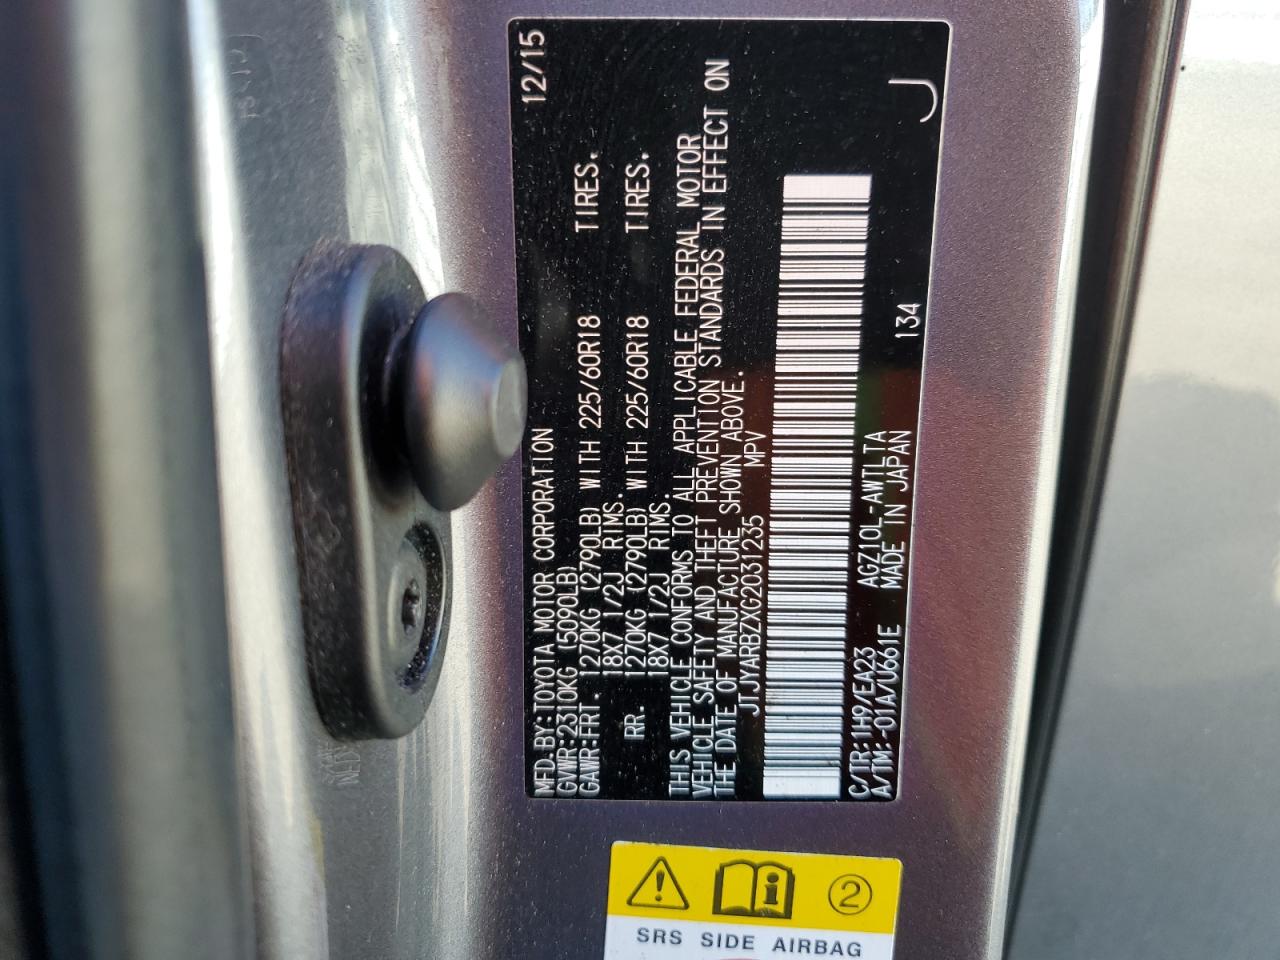 MFD. BY: TOYOTA MOTOR CORPORATION 12/15
GVWR: 2310KG (5090LB)
GAWR: FRT. 1270KG (2790LB) WITH 225/60R18 TIRES.
18X7 1/2J RIMS.
RR. 1270KG (2790LB) WITH 225/60R18 TIRES.
18X7 1/2J RIMS.
THIS VEHICLE CONFORMS TO ALL APPLICABLE FEDERAL MOTOR
VEHICLE SAFETY AND THEFT PREVENTION STANDARDS IN EFFECT ON
THE DATE OF MANUFACTURE SHOWN ABOVE.
JTJYARBZXG2031235 MPV
C/TR: 1H9/EA23 AGZ10L-AWTLTA
A/TM: -01A/U661E MADE IN JAPAN 134 J
2
SRS SIDE AIRBAG